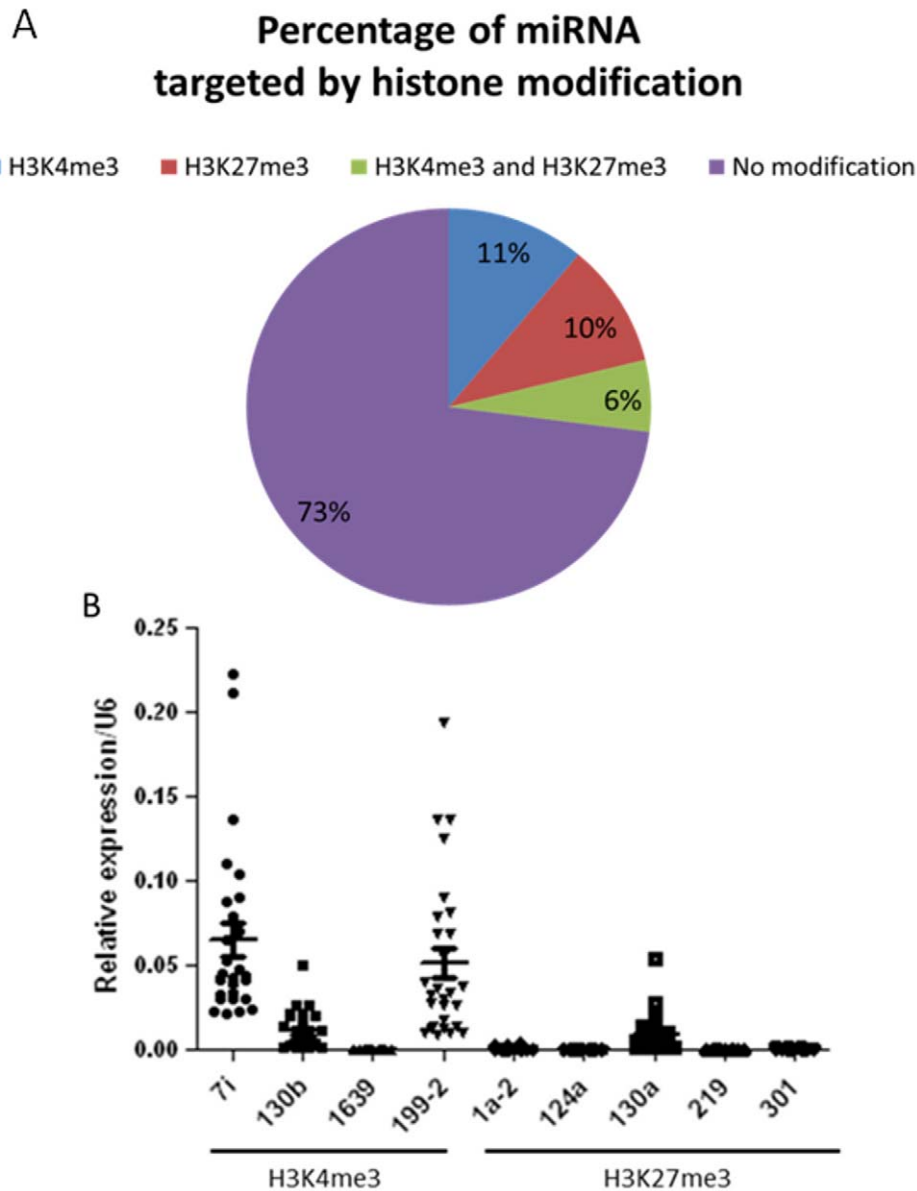 A
Percentage of miRNA
targeted by histone modification
H3K4me3 H3K27me3 H3K4me3 and H3K27me3 No modification
11%
10%
6%
73%
B
Relative expression/U6
0.25
0.20
0.15
0.10
0.05
0.00
7i 130b 1639 199-2 1a-2 124a 130a 219 301
H3K4me3 H3K27me3